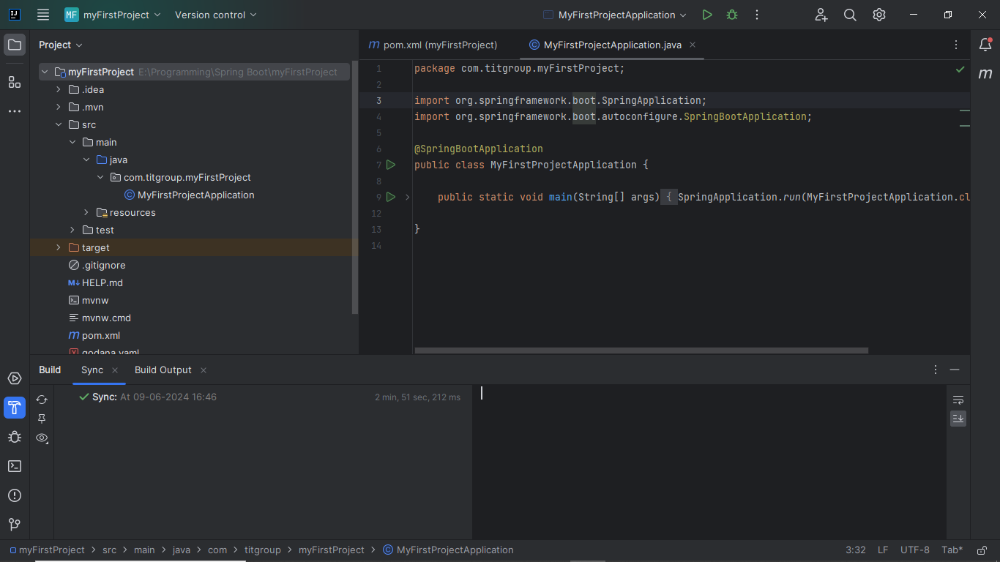 MF myFirstProject Version control MyFirstProjectApplication
Project
myFirstProject E:\Programming\Spring Boot\myFirstProject
.idea
.mvn
src
main
java
com.titgroup.myFirstProject
MyFirstProjectApplication
resources
test
target
.gitignore
HELP.md
mvnw
mvnw.cmd
pom.xml
qodana.yaml
pom.xml (myFirstProject) MyFirstProjectApplication.java
1 package com.titgroup.myFirstProject;
2
3 import org.springframework.boot.SpringApplication;
4 import org.springframework.boot.autoconfigure.SpringBootApplication;
5
6 @SpringBootApplication
7 public class MyFirstProjectApplication {
8
9 public static void main(String[] args) { SpringApplication.run(MyFirstProjectApplication.cl
12
13 }
14
Build Sync Build Output
Sync: At 09-06-2024 16:46 2 min, 51 sec, 212 ms
myFirstProject > src > main > java > com > titgroup > myFirstProject > MyFirstProjectApplication 3:32 LF UTF-8 Tab*